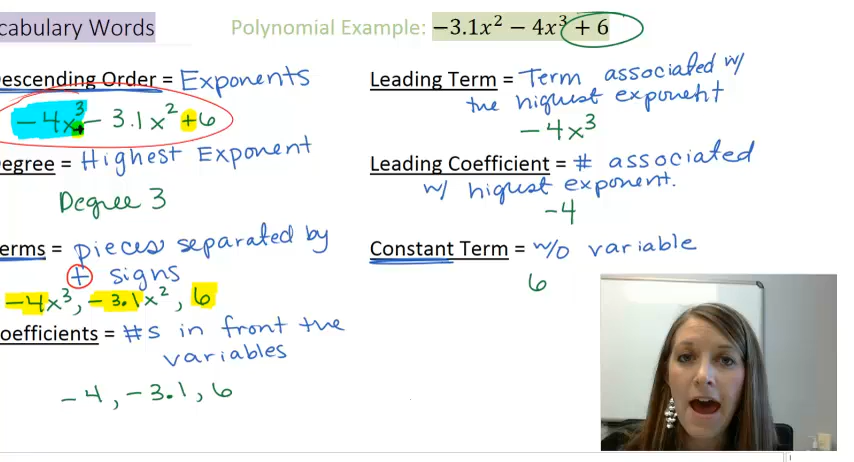 cabulary Words
Polynomial Example: −3.1x² − 4x³ + 6
Descending Order = Exponents
−4x³ − 3.1x² + 6
Degree = Highest Exponent
Degree 3
erms = pieces separated by
+ signs
−4x³, −3.1x², 6
oefficients = #s in front the
variables
−4, −3.1, 6
Leading Term = Term associated w/
the highest exponent
−4x³
Leading Coefficient = # associated
w/ highest exponent.
−4
Constant Term = w/o variable
6